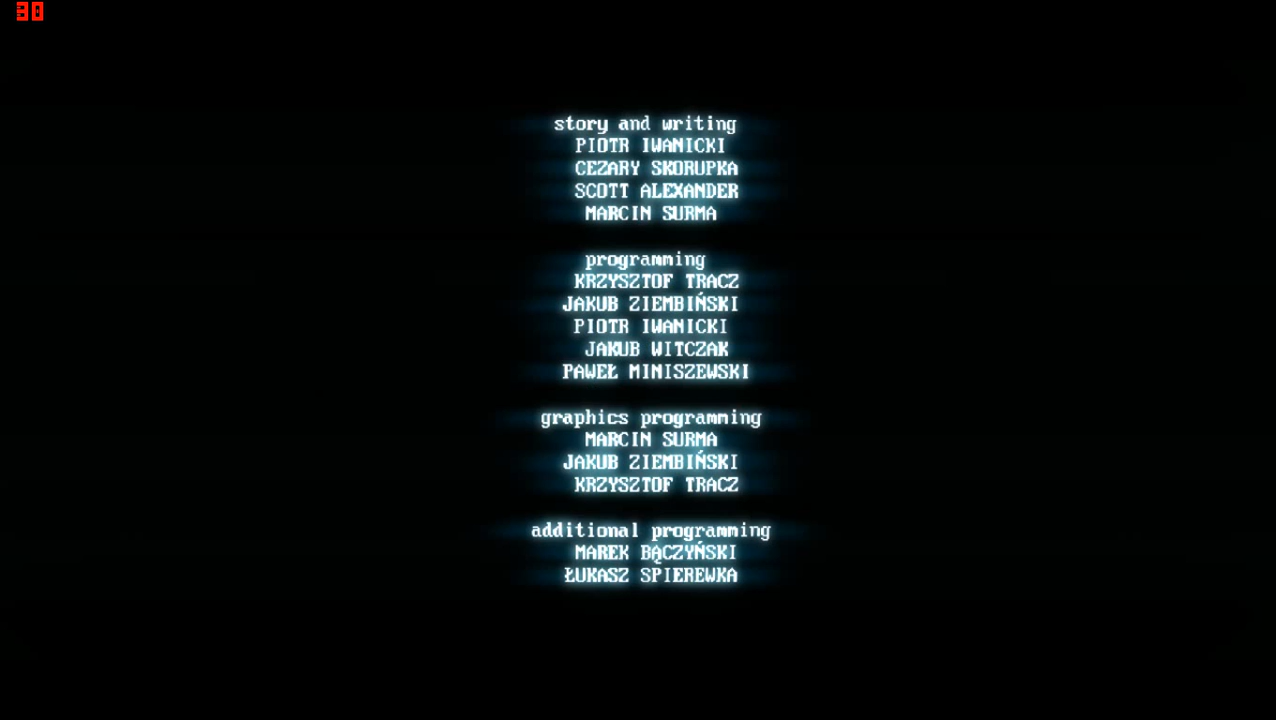 30
story and writing
PIOTR IWANICKI
CEZARY SKORUPKA
SCOTT ALEXANDER
MARCIN SURMA
programming
KRZYSZTOF TRACZ
JAKUB ZIEMBIŃSKI
PIOTR IWANICKI
JAKUB WITCZAK
PAWEŁ MINISZEWSKI
graphics programming
MARCIN SURMA
JAKUB ZIEMBIŃSKI
KRZYSZTOF TRACZ
additional programming
MAREK BĄCZYŃSKI
ŁUKASZ SPIEREWKA